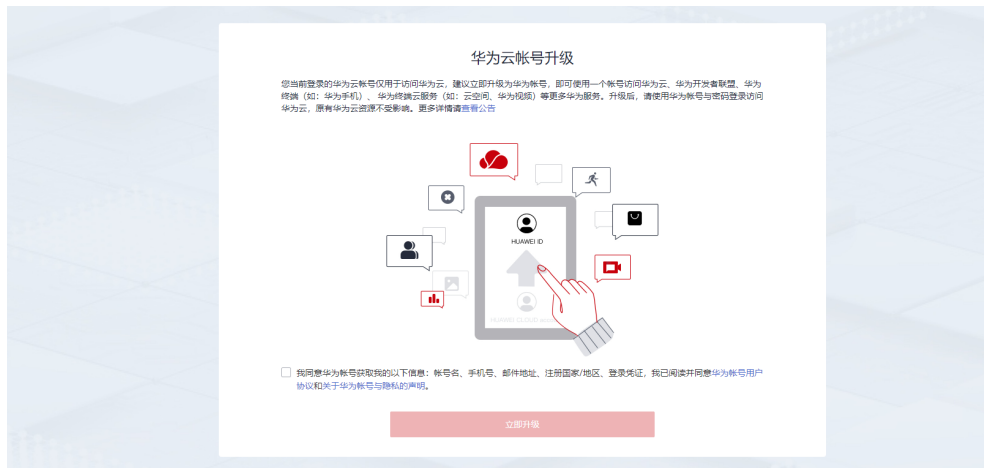 华为云帐号升级
您当前登录的华为云帐号仅用于访问华为云，建议立即升级为华为帐号，即可使用一个帐号访问华为云、华为开发者联盟、华为
终端（如：华为手机）、 华为终端云服务（如：云空间、华为视频）等更多华为服务。升级后，请使用华为帐号与密码登录访问
华为云，原有华为云资源不受影响。更多详情请查看公告
HUAWEI ID
HUAWEI CLOUD
我同意华为帐号获取我的以下信息：帐号名、手机号、邮件地址、注册国家/地区、登录凭证，我已阅读并同意华为帐号用户
协议和关于华为帐号与隐私的声明。
立即升级